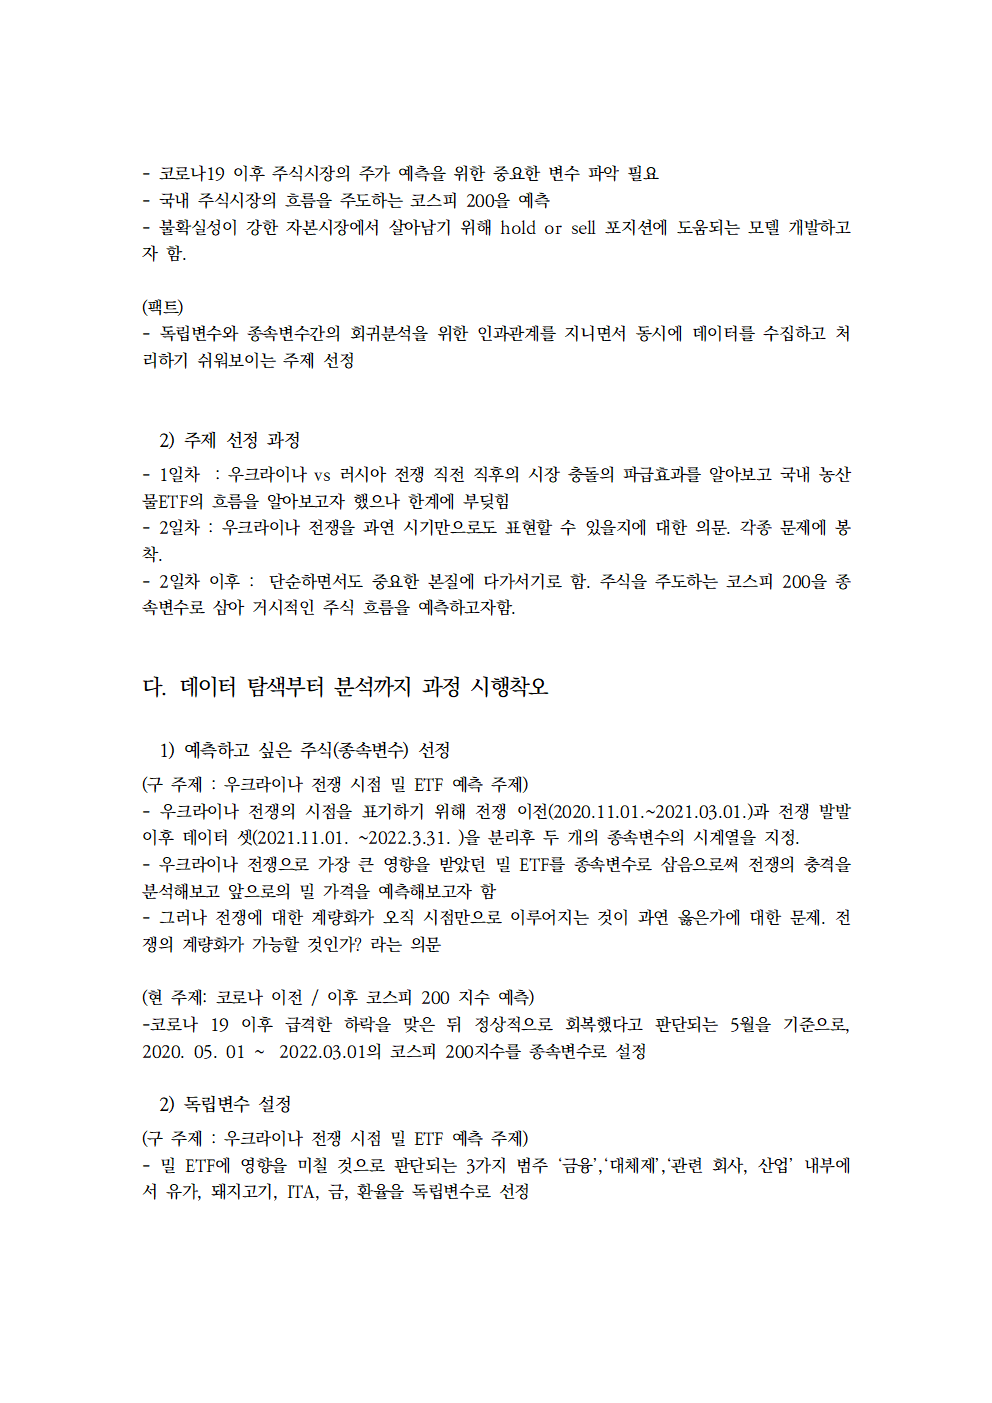 - 코로나19 이후 주식시장의 주가 예측을 위한 중요한 변수 파악 필요
- 국내 주식시장의 흐름을 주도하는 코스피 200을 예측
- 불확실성이 강한 자본시장에서 살아남기 위해 hold or sell 포지션에 도움되는 모델 개발하고
자 함.
(팩트)
- 독립변수와 종속변수간의 회귀분석을 위한 인과관계를 지니면서 동시에 데이터를 수집하고 처
리하기 쉬워보이는 주제 선정
2) 주제 선정 과정
- 1일차 : 우크라이나 vs 러시아 전쟁 직전 직후의 시장 충돌의 파급효과를 알아보고 국내 농산
물ETF의 흐름을 알아보고자 했으나 한계에 부딪힘
- 2일차 : 우크라이나 전쟁을 과연 시기만으로도 표현할 수 있을지에 대한 의문. 각종 문제에 봉
착.
- 2일차 이후 : 단순하면서도 중요한 본질에 다가서기로 함. 주식을 주도하는 코스피 200을 종
속변수로 삼아 거시적인 주식 흐름을 예측하고자함.
다. 데이터 탐색부터 분석까지 과정 시행착오
1) 예측하고 싶은 주식(종속변수) 선정
(구 주제 : 우크라이나 전쟁 시점 밀 ETF 예측 주제)
- 우크라이나 전쟁의 시점을 표기하기 위해 전쟁 이전(2020.11.01.~2021.03.01.)과 전쟁 발발
이후 데이터 셋(2021.11.01. ~2022.3.31. )을 분리후 두 개의 종속변수의 시계열을 지정.
- 우크라이나 전쟁으로 가장 큰 영향을 받았던 밀 ETF를 종속변수로 삼음으로써 전쟁의 충격을
분석해보고 앞으로의 밀 가격을 예측해보고자 함
- 그러나 전쟁에 대한 계량화가 오직 시점만으로 이루어지는 것이 과연 옳은가에 대한 문제. 전
쟁의 계량화가 가능할 것인가? 라는 의문
(현 주제: 코로나 이전 / 이후 코스피 200 지수 예측)
-코로나 19 이후 급격한 하락을 맞은 뒤 정상적으로 회복했다고 판단되는 5월을 기준으로,
2020. 05. 01 ~ 2022.03.01의 코스피 200지수를 종속변수로 설정
2) 독립변수 설정
(구 주제 : 우크라이나 전쟁 시점 밀 ETF 예측 주제)
- 밀 ETF에 영향을 미칠 것으로 판단되는 3가지 범주 ‘금융’,‘대체제’,‘관련 회사, 산업’ 내부에
서 유가, 돼지고기, ITA, 금, 환율을 독립변수로 선정